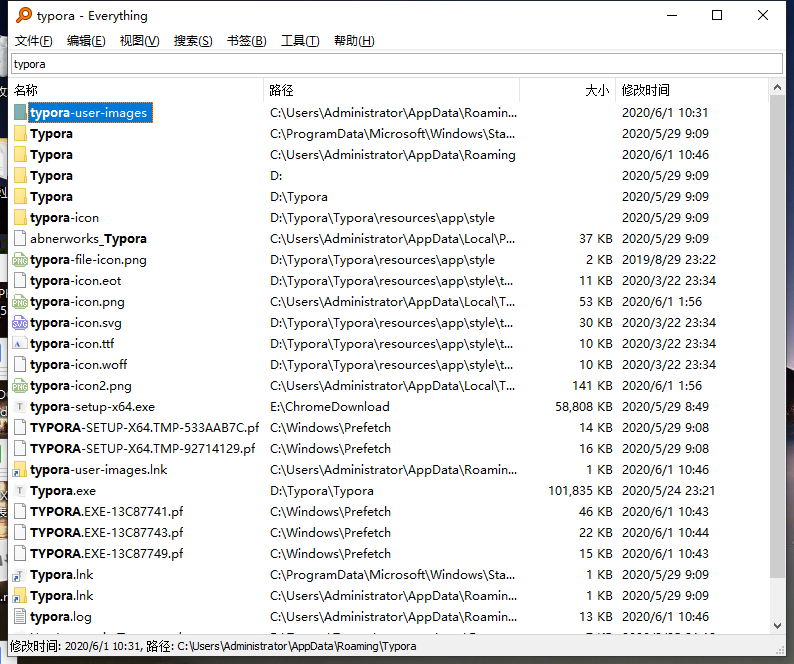 typora - Everything
文件(F) 编辑(E) 视图(V) 搜索(S) 书签(B) 工具(T) 帮助(H)
typora
名称 路径 大小 修改时间
typora-user-images C:\Users\Administrator\AppData\Roamin... 2020/6/1 10:31
Typora C:\ProgramData\Microsoft\Windows\Sta... 2020/5/29 9:09
Typora C:\Users\Administrator\AppData\Roaming 2020/6/1 10:46
Typora D: 2020/5/29 9:09
Typora D:\Typora 2020/5/29 9:09
typora-icon D:\Typora\Typora\resources\app\style 2020/5/29 9:09
abnerworks_Typora C:\Users\Administrator\AppData\Local\P... 37 KB 2020/5/29 9:09
typora-file-icon.png D:\Typora\Typora\resources\app\style 2 KB 2019/8/29 23:22
typora-icon.eot D:\Typora\Typora\resources\app\style\t... 11 KB 2020/3/22 23:34
typora-icon.png C:\Users\Administrator\AppData\Local\T... 53 KB 2020/6/1 1:56
typora-icon.svg D:\Typora\Typora\resources\app\style\t... 30 KB 2020/3/22 23:34
typora-icon.ttf D:\Typora\Typora\resources\app\style\t... 10 KB 2020/3/22 23:34
typora-icon.woff D:\Typora\Typora\resources\app\style\t... 10 KB 2020/3/22 23:34
typora-icon2.png C:\Users\Administrator\AppData\Local\T... 141 KB 2020/6/1 1:56
typora-setup-x64.exe E:\ChromeDownload 58,808 KB 2020/5/29 8:49
TYPORA-SETUP-X64.TMP-533AAB7C.pf C:\Windows\Prefetch 14 KB 2020/5/29 9:08
TYPORA-SETUP-X64.TMP-92714129.pf C:\Windows\Prefetch 16 KB 2020/5/29 9:08
typora-user-images.lnk C:\Users\Administrator\AppData\Roamin... 1 KB 2020/6/1 10:46
Typora.exe D:\Typora\Typora 101,835 KB 2020/5/24 23:21
TYPORA.EXE-13C87741.pf C:\Windows\Prefetch 46 KB 2020/6/1 10:43
TYPORA.EXE-13C87743.pf C:\Windows\Prefetch 22 KB 2020/6/1 10:44
TYPORA.EXE-13C87749.pf C:\Windows\Prefetch 15 KB 2020/6/1 10:43
Typora.lnk C:\ProgramData\Microsoft\Windows\Sta... 1 KB 2020/5/29 9:09
Typora.lnk C:\Users\Administrator\AppData\Roamin... 1 KB 2020/5/29 9:09
typora.log C:\Users\Administrator\AppData\Roamin... 13 KB 2020/6/1 10:46
修改时间: 2020/6/1 10:31, 路径: C:\Users\Administrator\AppData\Roaming\Typora